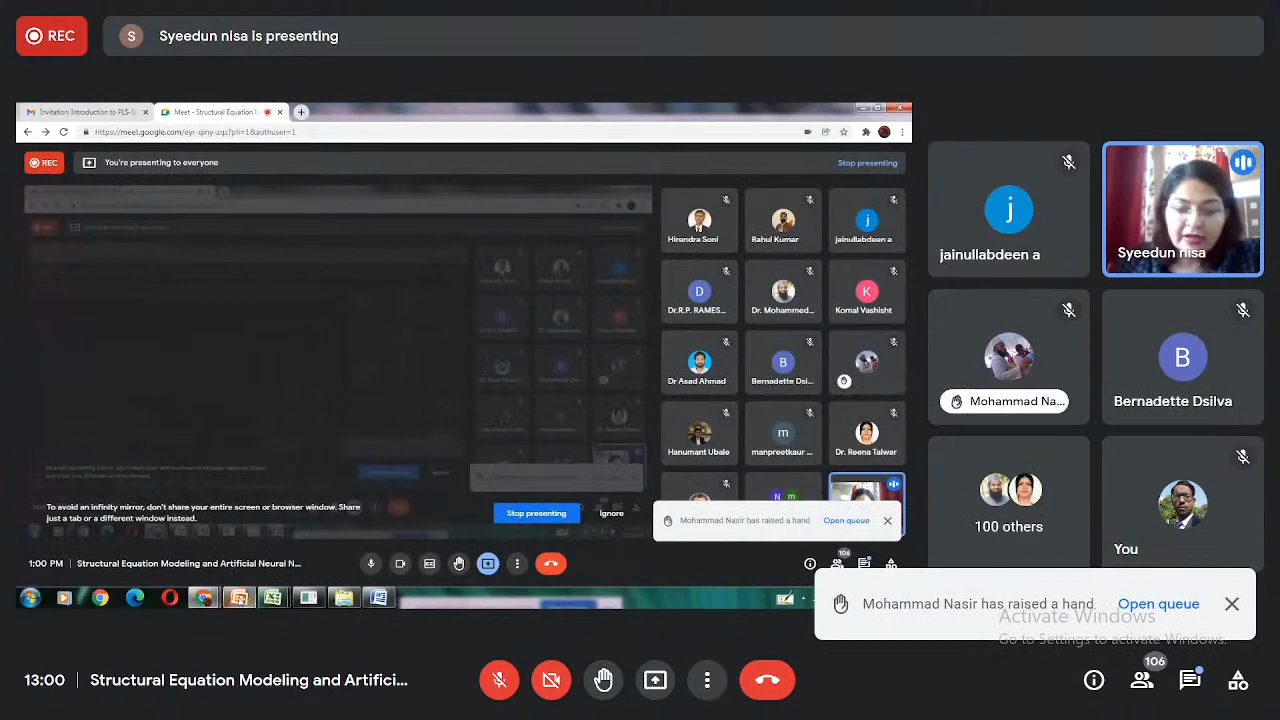 REC
S
Syeedun nisa is presenting
Invitation: Introduction to PLS-S
Meet - Structural Equation
https://meet.google.com/eyr-qiny-zqz?pli=1&authuser=1
REC
You're presenting to everyone
Stop presenting
Hirendra Soni
Rahul Kumar
j
jainullabdeen a
D
Dr.R.P. RAMES...
Dr. Mohammed...
K
Komal Vashisht
Dr Asad Ahmad
B
Bernadette Dsi...
Hanumant Ubale
m
manpreetkaur ...
Dr. Reena Talwar
N
m
To avoid an infinity mirror, don't share your entire screen or browser window. Share
just a tab or a different window instead.
Stop presenting
Ignore
Mohammad Nasir has raised a hand
Open queue
1:00 PM
Structural Equation Modeling and Artificial Neural N...
106
j
jainullabdeen a
Syeedun nisa
Mohammad Na...
B
Bernadette Dsilva
100 others
You
Mohammad Nasir has raised a hand
Open queue
Activate Windows
Go to Settings to activate Windows.
13:00
Structural Equation Modeling and Artifici...
106